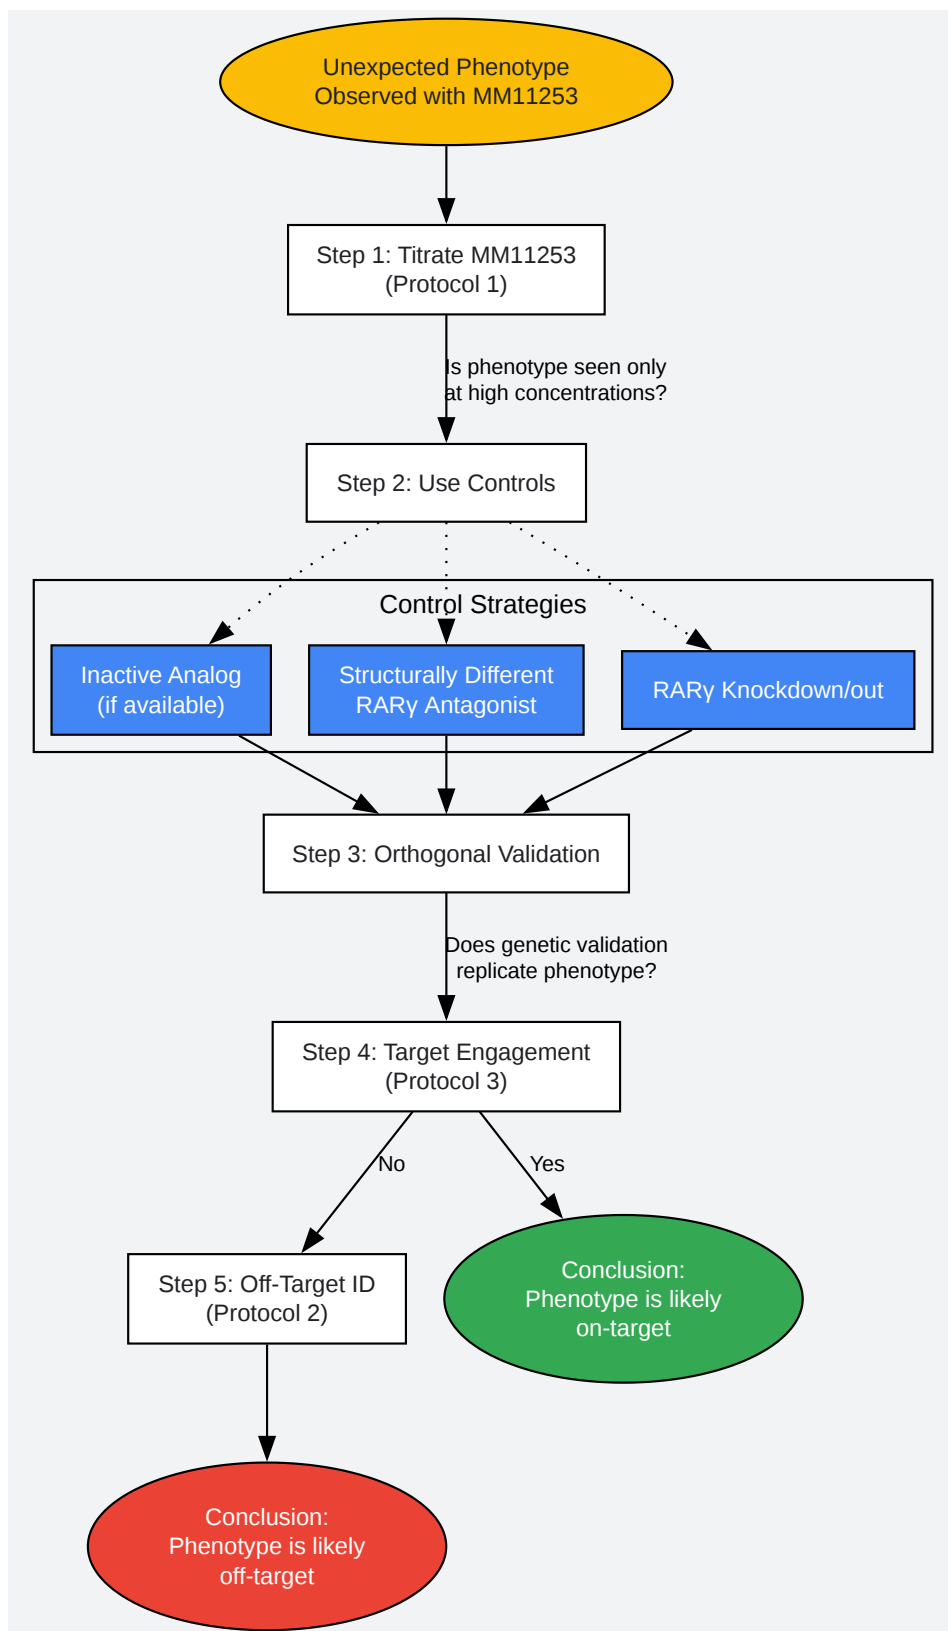 Unexpected Phenotype
Observed with MM11253
Step 1: Titrate MM11253
(Protocol 1)
Is phenotype seen only
at high concentrations?
Step 2: Use Controls
Control Strategies
Inactive Analog
(if available)
Structurally Different
RARγ Antagonist
RARγ Knockdown/out
Step 3: Orthogonal Validation
Does genetic validation
replicate phenotype?
Step 4: Target Engagement
(Protocol 3)
No
Yes
Step 5: Off-Target ID
(Protocol 2)
Conclusion:
Phenotype is likely
on-target
Conclusion:
Phenotype is likely
off-target